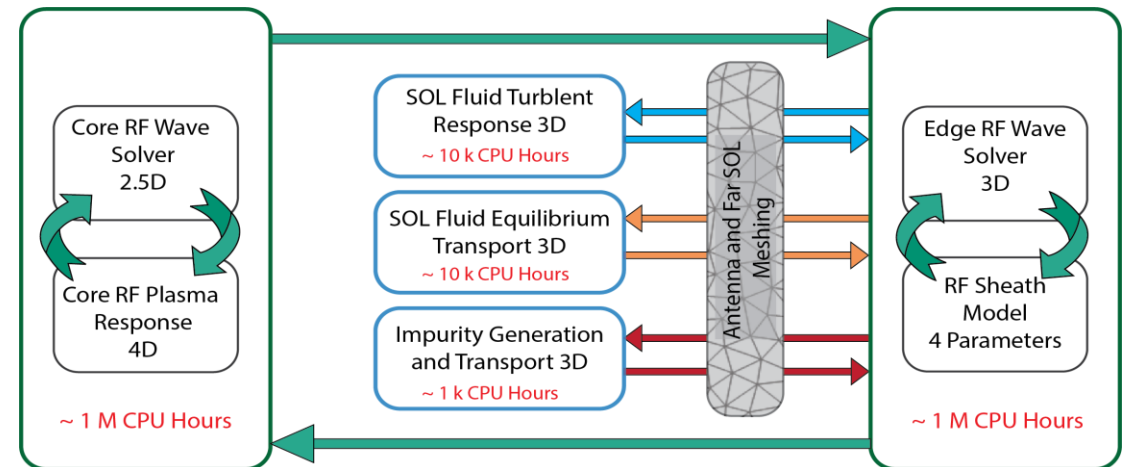 Core RF Wave
Solver
2.5D
Core RF Plasma
Response
4D
~ 1 M CPU Hours
SOL Fluid Turblent
Response 3D
~ 10 k CPU Hours
SOL Fluid Equilibrium
Transport 3D
~ 10 k CPU Hours
Impurity Generation
and Transport 3D
~ 1 k CPU Hours
Antenna and Far SOL
Meshing
Edge RF Wave
Solver
3D
RF Sheath
Model
4 Parameters
~ 1 M CPU Hours